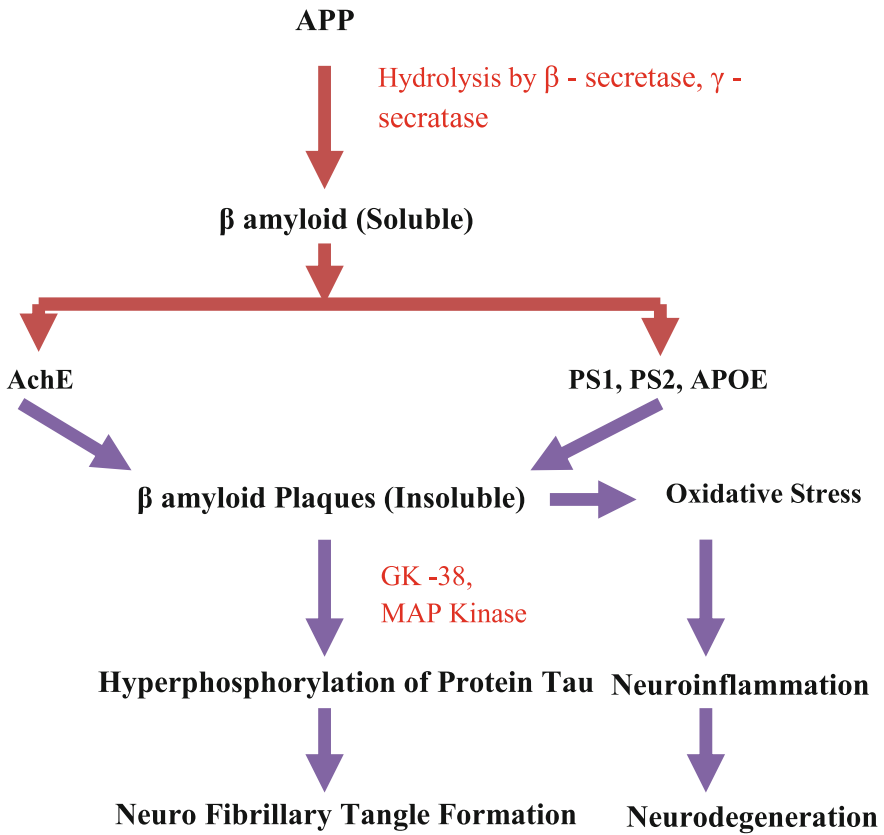 APP
Hydrolysis by β - secretase, γ -
secratase
β amyloid (Soluble)
AchE
PS1, PS2, APOE
β amyloid Plaques (Insoluble)
Oxidative Stress
GK -38,
MAP Kinase
Hyperphosphorylation of Protein Tau
Neuroinflammation
Neuro Fibrillary Tangle Formation
Neurodegeneration